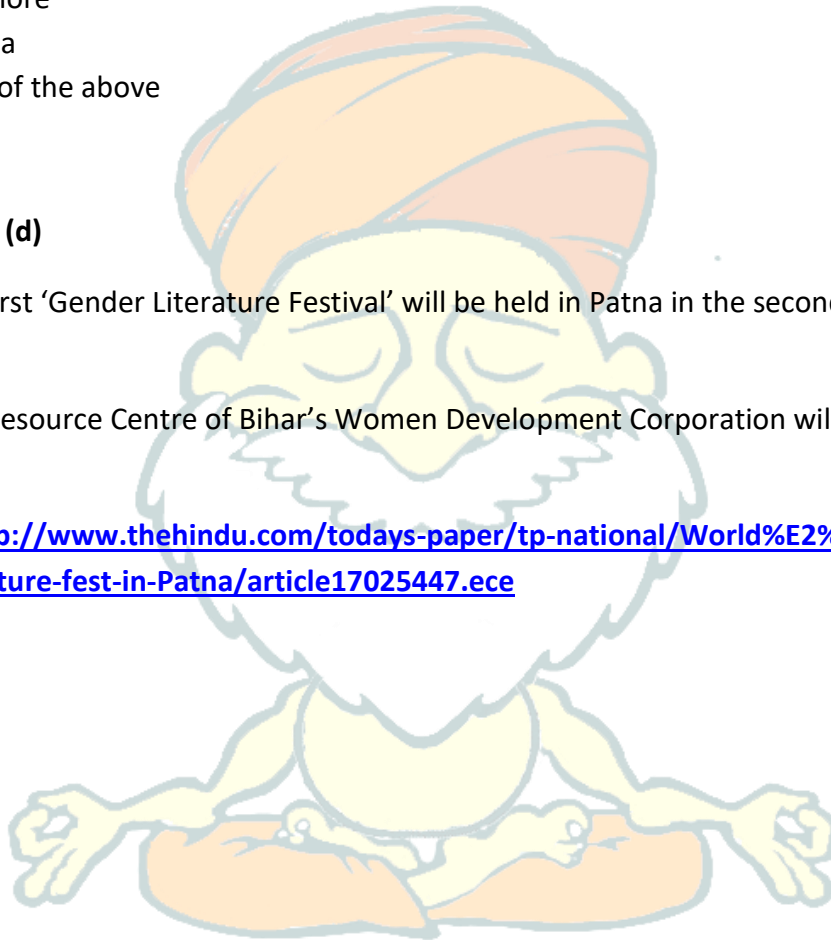 a
of the above
(d)
rst ‘Gender Literature Festival’ will be held in Patna in the second
esource Centre of Bihar’s Women Development Corporation wil
p://www.thehindu.com/todays-paper/tp-national/World%E2%
ture-fest-in-Patna/article17025447.ece